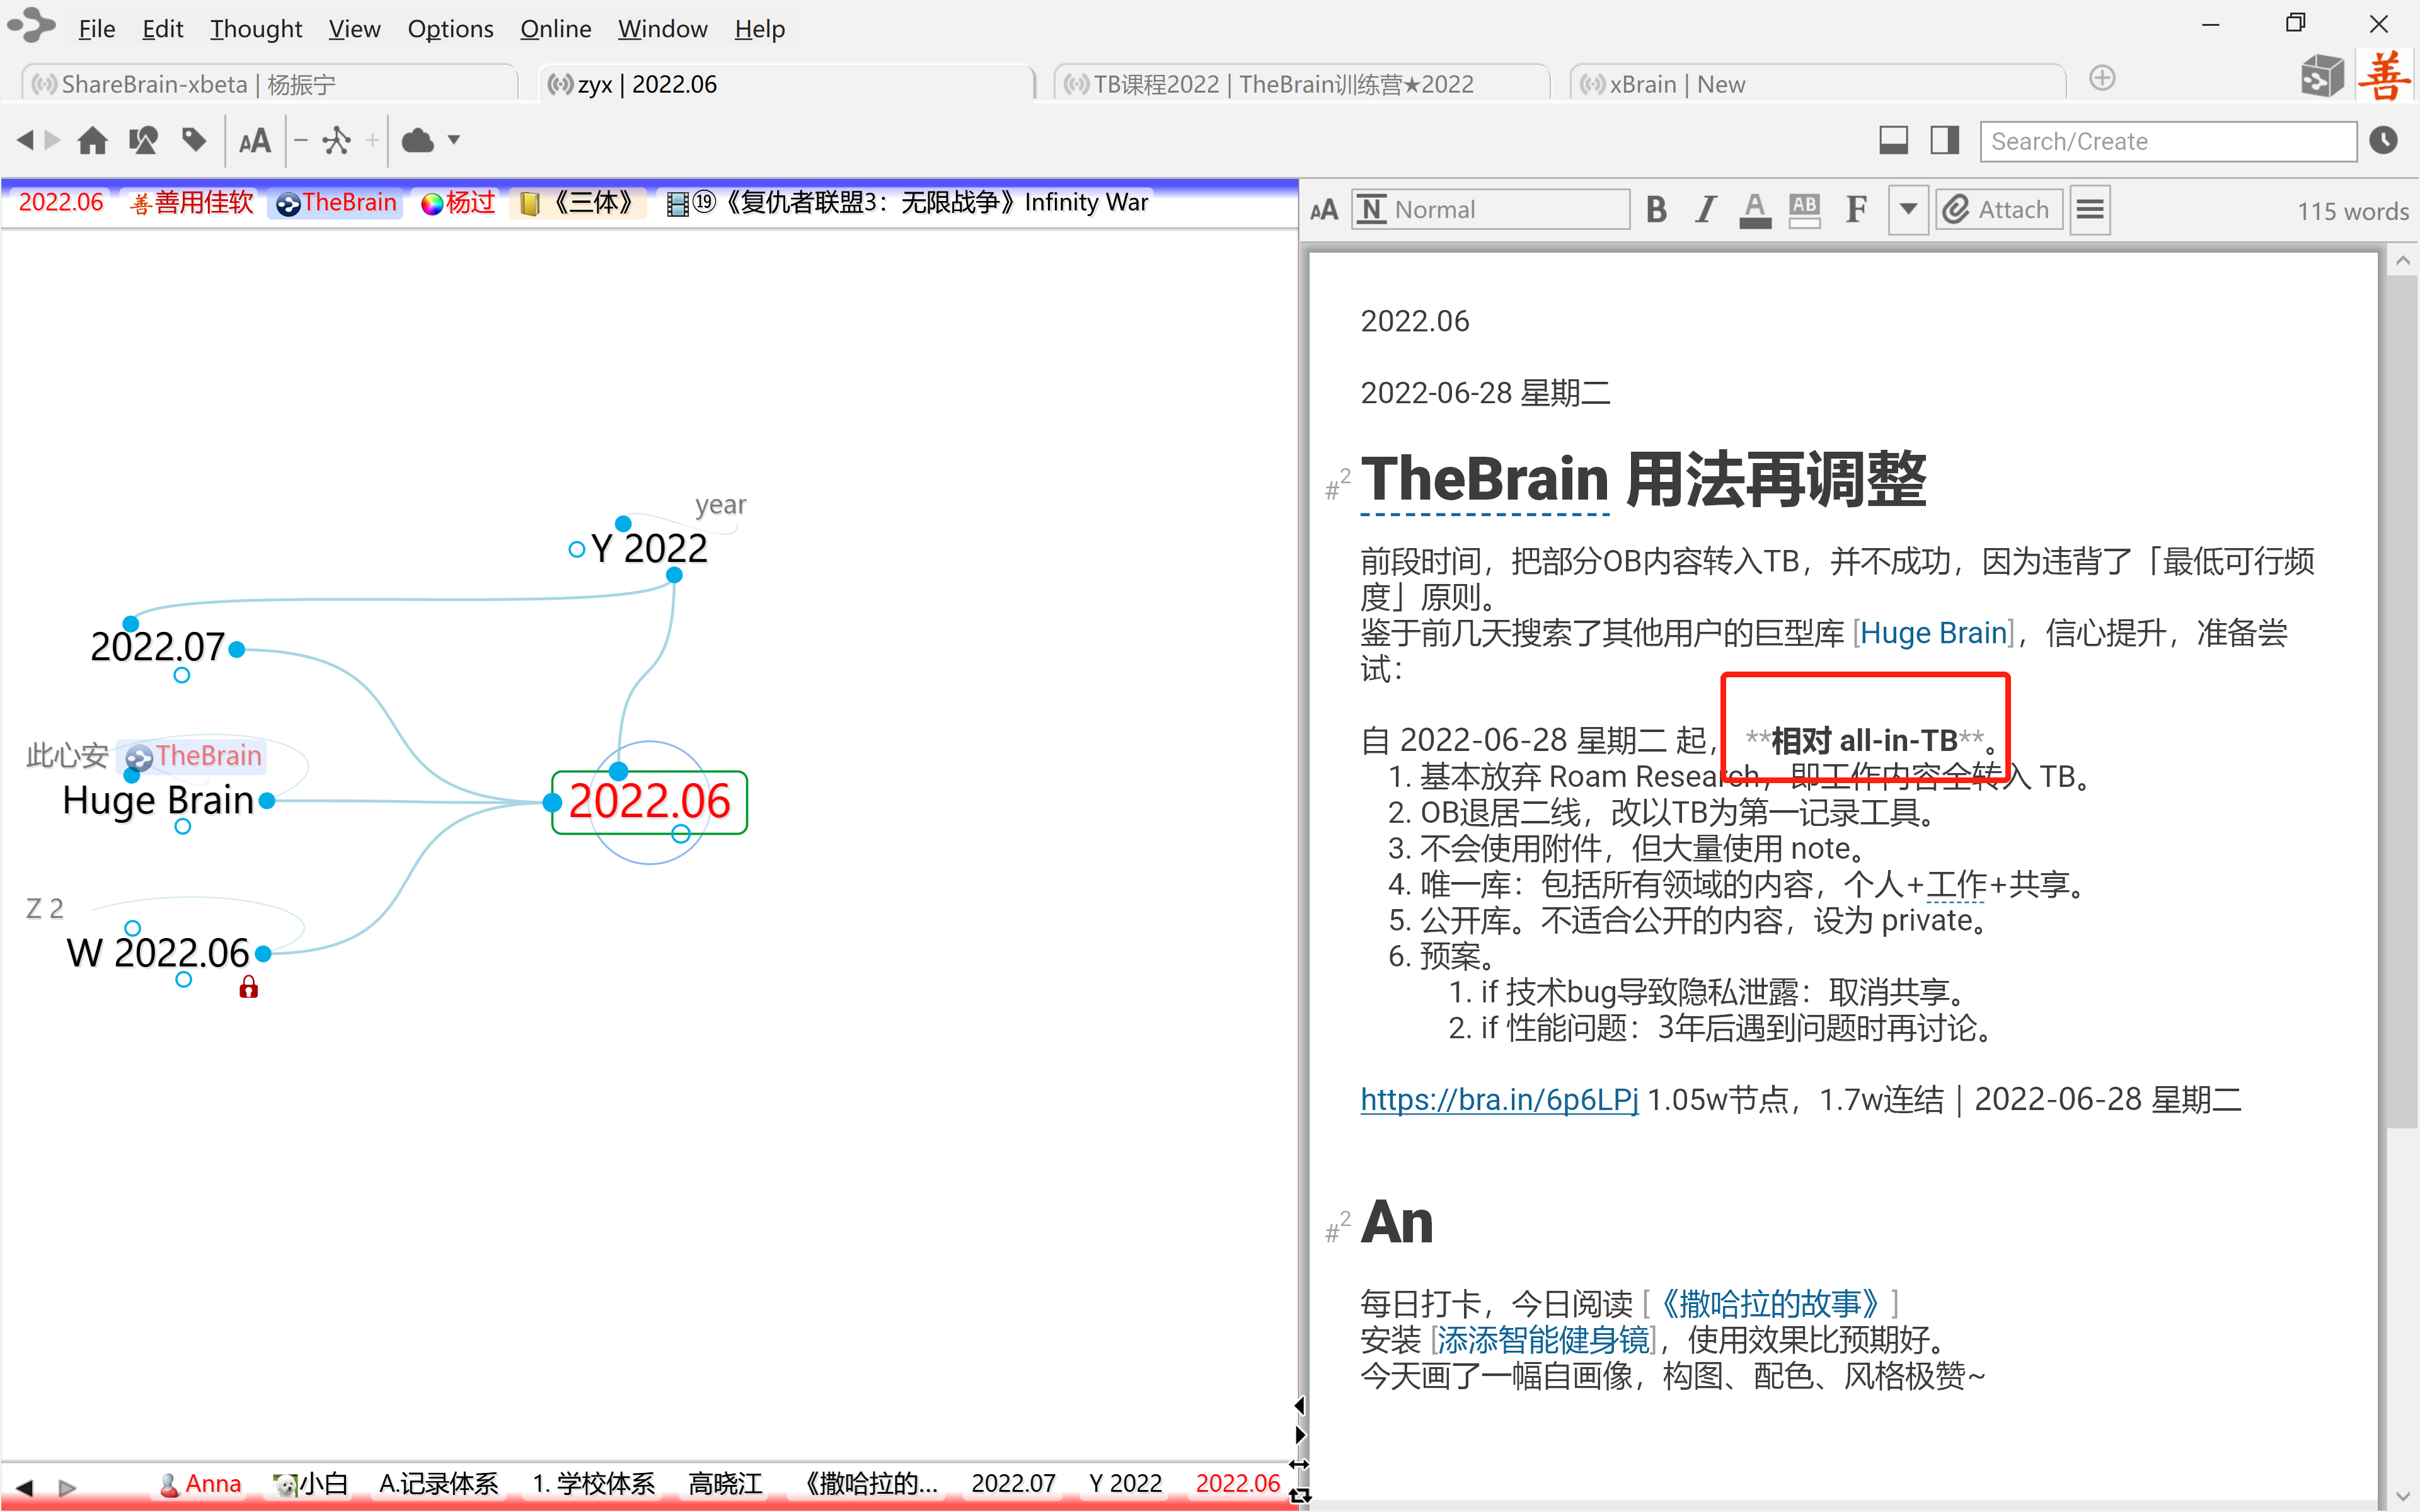 File Edit Thought View Options Online Window Help
ShareBrain-xbeta | 杨振宁
zyx | 2022.06
TB课程2022 | TheBrain训练营★2022
xBrain | New
善
AA
Search/Create
2022.06 善善用佳软 TheBrain 杨过 《三体》 ⑲《复仇者联盟3：无限战争》Infinity War
AA N Normal B I A AB F Attach 115 words
year
Y 2022
2022.07
此心安 TheBrain
Huge Brain
2022.06
Z 2
W 2022.06
2022.06
2022-06-28 星期二
#2 TheBrain 用法再调整
前段时间，把部分OB内容转入TB，并不成功，因为违背了「最低可行频
度」原则。
鉴于前几天搜索了其他用户的巨型库 [Huge Brain]，信心提升，准备尝
试：
自 2022-06-28 星期二 起， **相对 all-in-TB**。
1. 基本放弃 Roam Research，即工作内容全转入 TB。
2. OB退居二线，改以TB为第一记录工具。
3. 不会使用附件，但大量使用 note。
4. 唯一库：包括所有领域的内容，个人+工作+共享。
5. 公开库。不适合公开的内容，设为 private。
6. 预案。
1. if 技术bug导致隐私泄露：取消共享。
2. if 性能问题：3年后遇到问题时再讨论。
https://bra.in/6p6LPj 1.05w节点，1.7w连结 | 2022-06-28 星期二
#2 An
每日打卡，今日阅读 [《撒哈拉的故事》]
安装 [添添智能健身镜]，使用效果比预期好。
今天画了一幅自画像，构图、配色、风格极赞~
Anna 小白 A.记录体系 1. 学校体系 高晓江 《撒哈拉的... 2022.07 Y 2022 2022.06